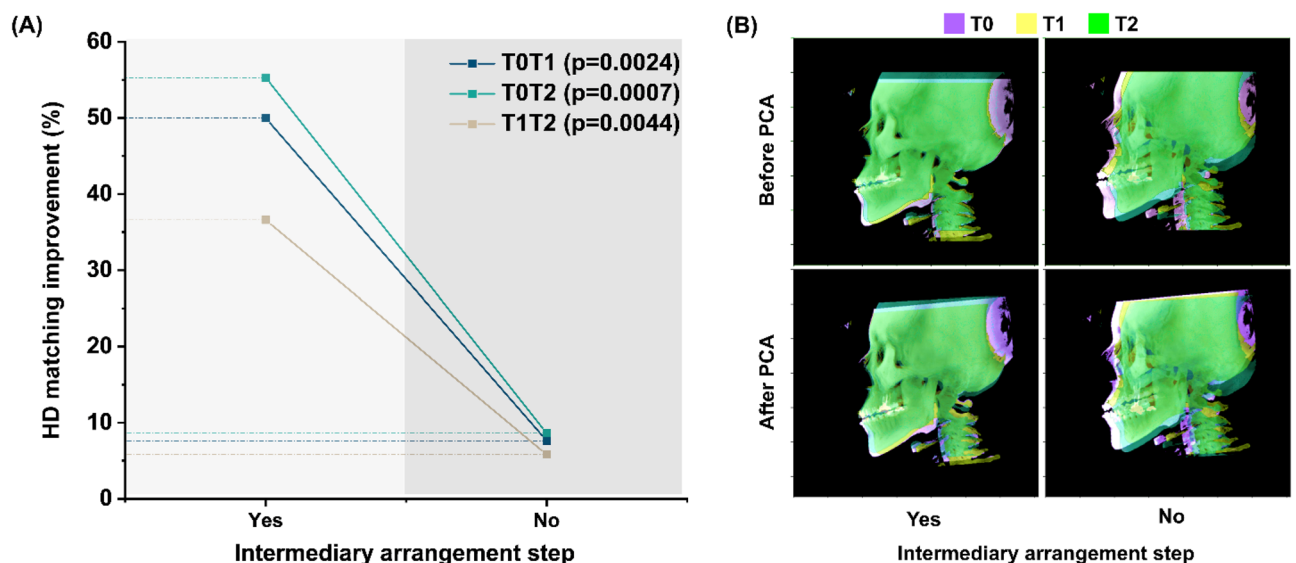 (A)
60
50
40
30
20
10
0
HD matching improvement (%)
T0T1 (p=0.0024)
T0T2 (p=0.0007)
T1T2 (p=0.0044)
Yes
No
Intermediary arrangement step
(B)
T0 T1 T2
Before PCA
After PCA
Yes
No
Intermediary arrangement step